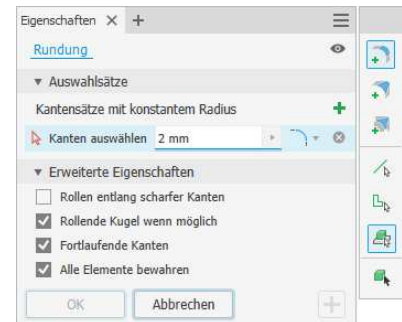 Eigenschaften × +
Rundung
Auswahlsätze
Kantensätze mit konstantem Radius
Kanten auswählen 2 mm
Erweiterte Eigenschaften
Rollen entlang scharfer Kanten
Rollende Kugel wenn möglich
Fortlaufende Kanten
Alle Elemente bewahren
OK Abbrechen